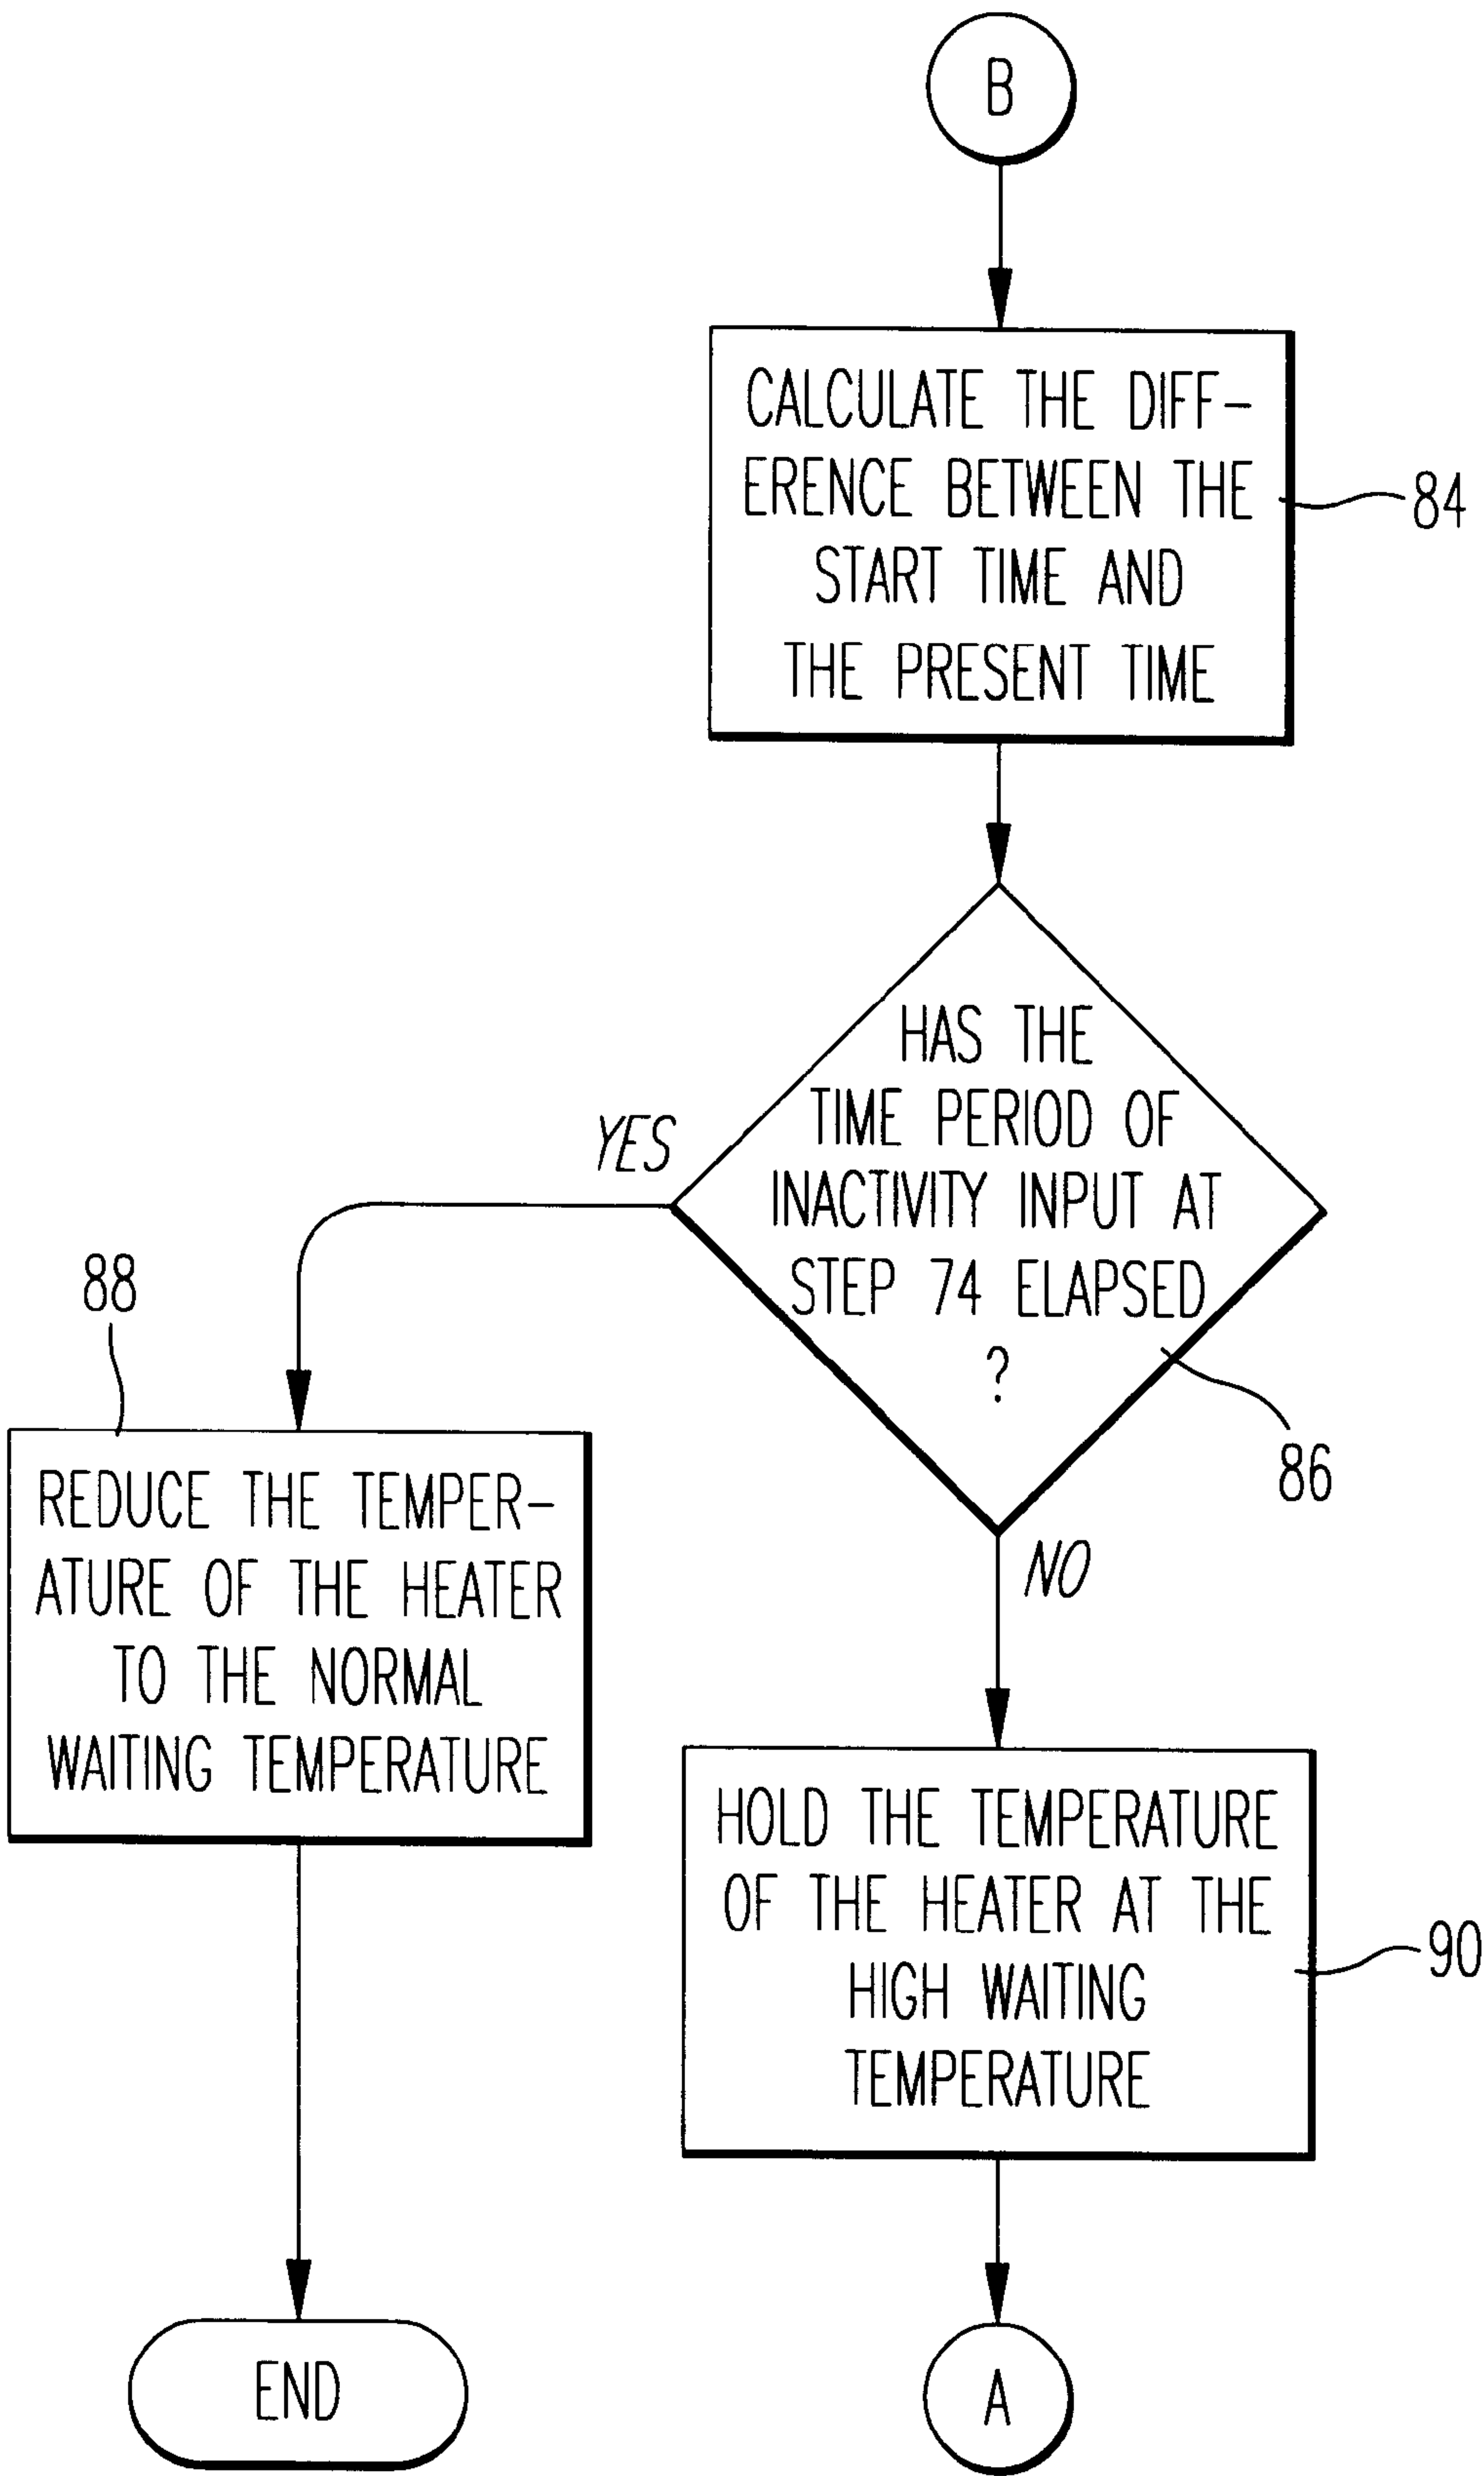 B
CALCULATE THE DIFF-
ERENCE BETWEEN THE
START TIME AND
THE PRESENT TIME
84
HAS THE
TIME PERIOD OF
INACTIVITY INPUT AT
STEP 74 ELAPSED
?
86
YES
88
REDUCE THE TEMPER-
ATURE OF THE HEATER
TO THE NORMAL
WAITING TEMPERATURE
NO
HOLD THE TEMPERATURE
OF THE HEATER AT THE
HIGH WAITING
TEMPERATURE
90
END
A